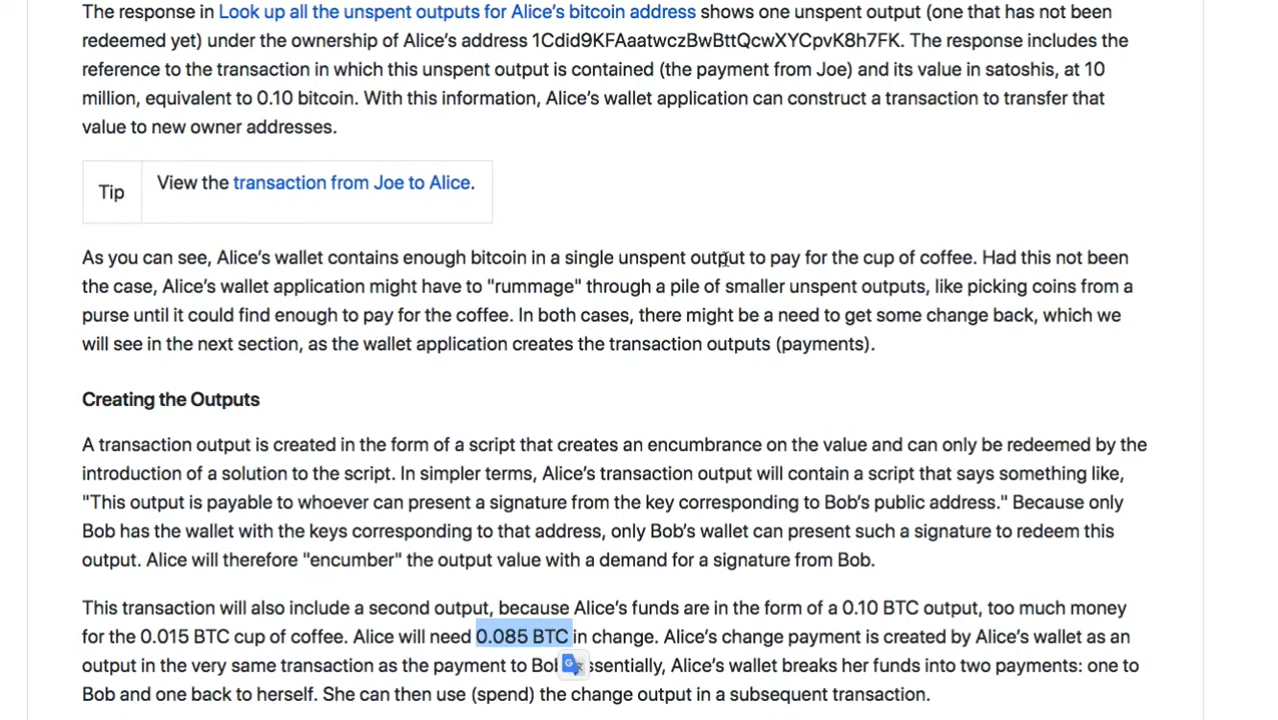 The response in Look up all the unspent outputs for Alice's bitcoin address shows one unspent output (one that has not been
redeemed yet) under the ownership of Alice's address 1Cdid9KFAaatwczBwBttQcwXYCpvK8h7FK. The response includes the
reference to the transaction in which this unspent output is contained (the payment from Joe) and its value in satoshis, at 10
million, equivalent to 0.10 bitcoin. With this information, Alice's wallet application can construct a transaction to transfer that
value to new owner addresses.
Tip
View the transaction from Joe to Alice.
As you can see, Alice's wallet contains enough bitcoin in a single unspent output to pay for the cup of coffee. Had this not been
the case, Alice's wallet application might have to "rummage" through a pile of smaller unspent outputs, like picking coins from a
purse until it could find enough to pay for the coffee. In both cases, there might be a need to get some change back, which we
will see in the next section, as the wallet application creates the transaction outputs (payments).
Creating the Outputs
A transaction output is created in the form of a script that creates an encumbrance on the value and can only be redeemed by the
introduction of a solution to the script. In simpler terms, Alice's transaction output will contain a script that says something like,
"This output is payable to whoever can present a signature from the key corresponding to Bob's public address." Because only
Bob has the wallet with the keys corresponding to that address, only Bob's wallet can present such a signature to redeem this
output. Alice will therefore "encumber" the output value with a demand for a signature from Bob.
This transaction will also include a second output, because Alice's funds are in the form of a 0.10 BTC output, too much money
for the 0.015 BTC cup of coffee. Alice will need 0.085 BTC in change. Alice's change payment is created by Alice's wallet as an
output in the very same transaction as the payment to Bob ssentially, Alice's wallet breaks her funds into two payments: one to
Bob and one back to herself. She can then use (spend) the change output in a subsequent transaction.